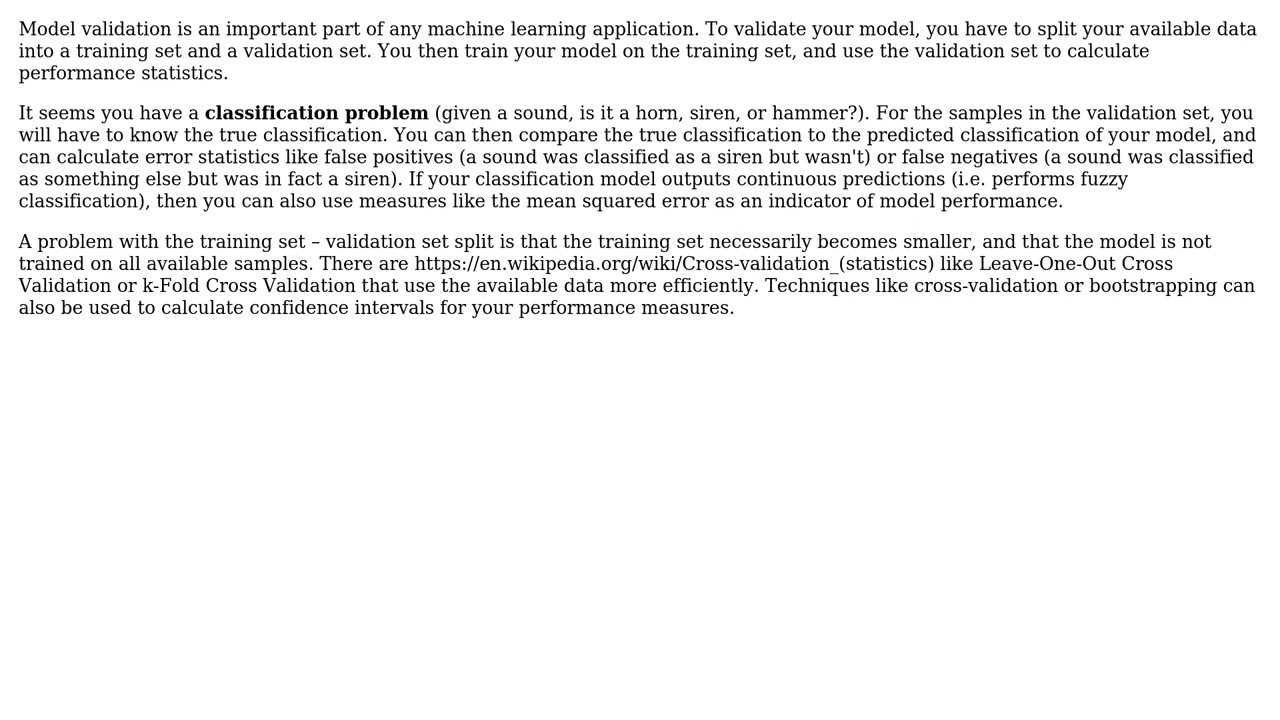 Model validation is an important part of any machine learning application. To validate your model, you have to split your available data
into a training set and a validation set. You then train your model on the training set, and use the validation set to calculate
performance statistics.
It seems you have a classification problem (given a sound, is it a horn, siren, or hammer?). For the samples in the validation set, you
will have to know the true classification. You can then compare the true classification to the predicted classification of your model, and
can calculate error statistics like false positives (a sound was classified as a siren but wasn't) or false negatives (a sound was classified
as something else but was in fact a siren). If your classification model outputs continuous predictions (i.e. performs fuzzy
classification), then you can also use measures like the mean squared error as an indicator of model performance.
A problem with the training set – validation set split is that the training set necessarily becomes smaller, and that the model is not
trained on all available samples. There are https://en.wikipedia.org/wiki/Cross-validation_(statistics) like Leave-One-Out Cross
Validation or k-Fold Cross Validation that use the available data more efficiently. Techniques like cross-validation or bootstrapping can
also be used to calculate confidence intervals for your performance measures.